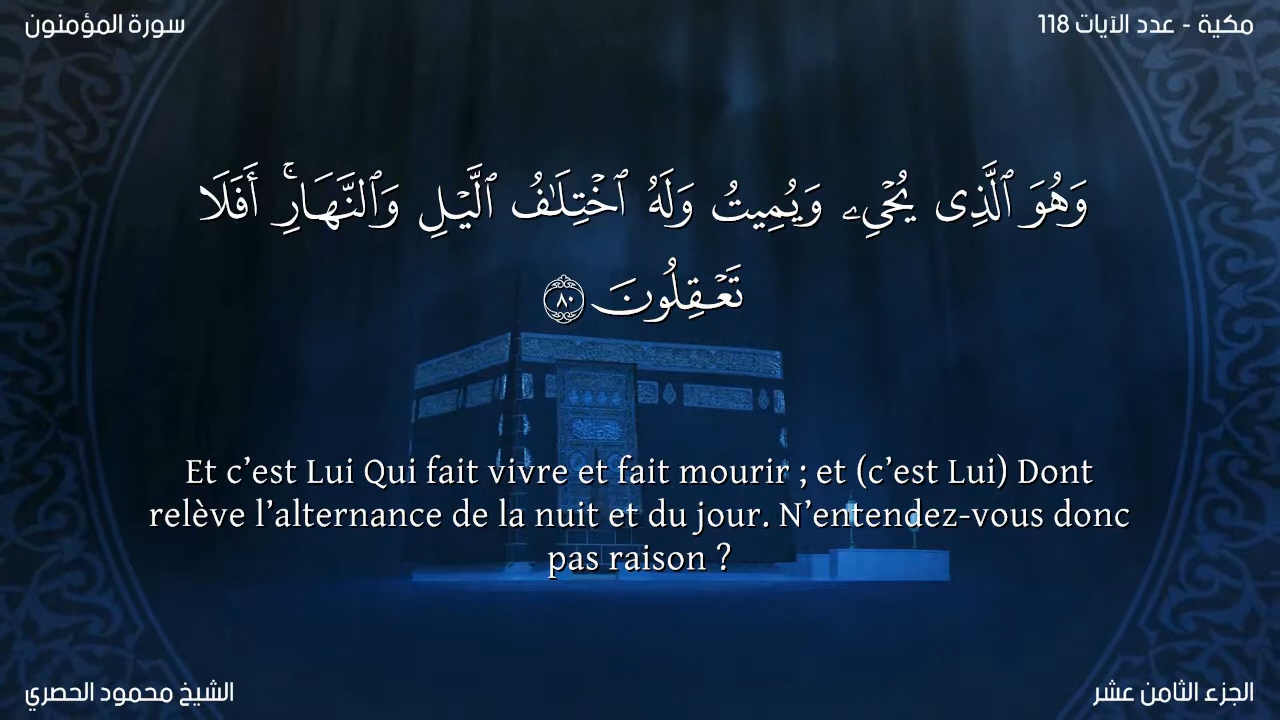 سورة المؤمنون
مكية - عدد الآيات 118
وَهُوَ ٱلَّذِى يُحْىِۦ وَيُمِيتُ وَلَهُ ٱخْتِلَٰفُ ٱلَّيْلِ وَٱلنَّهَارِ ۚ أَفَلَا
تَعْقِلُونَ ٨٠
Et c’est Lui Qui fait vivre et fait mourir ; et (c’est Lui) Dont
relève l’alternance de la nuit et du jour. N’entendez-vous donc
pas raison ?
الشيخ محمود الحصري
الجزء الثامن عشر